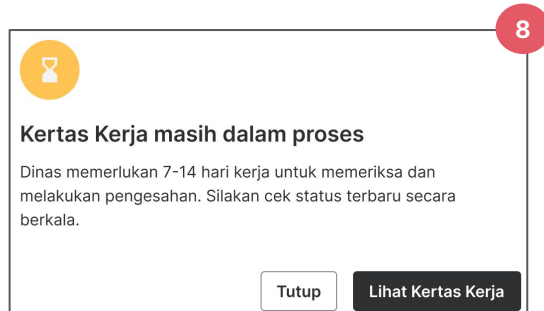 8
Kertas Kerja masih dalam proses
Dinas memerlukan 7-14 hari kerja untuk memeriksa dan
melakukan pengesahan. Silakan cek status terbaru secara
berkala.
Tutup
Lihat Kertas Kerja